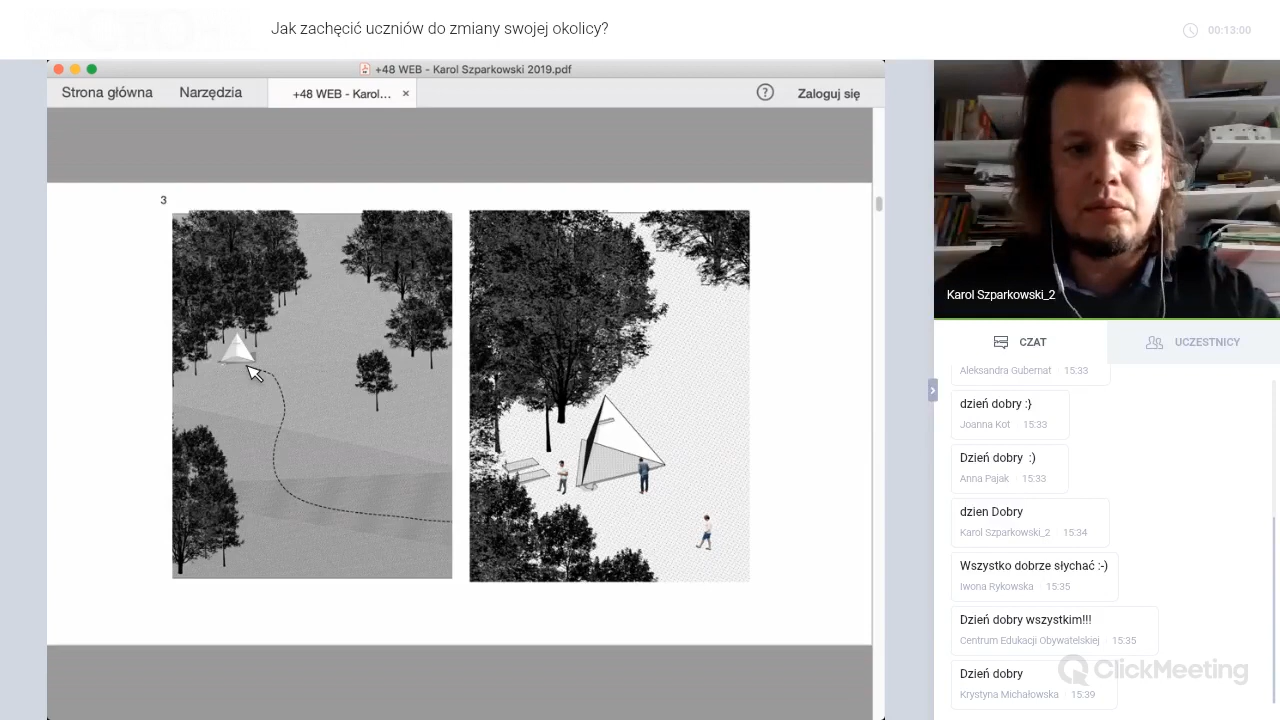 Jak zachęcić uczniów do zmiany swojej okolicy?
00:13:00
+48 WEB - Karol Szparkowski 2019.pdf
Strona główna
Narzędzia
+48 WEB - Karol...
×
?
Zaloguj się
3
Karol Szparkowski_2
CZAT
UCZESTNICY
Aleksandra Gubernat 15:33
dzień dobry :}
Joanna Kot 15:33
Dzień dobry :)
Anna Pajak 15:33
dzien Dobry
Karol Szparkowski_2 15:34
Wszystko dobrze słychać :-)
Iwona Rykowska 15:35
Dzień dobry wszystkim!!!
Centrum Edukacji Obywatelskiej 15:35
Dzień dobry
Krystyna Michałowska 15:39
ClickMeeting